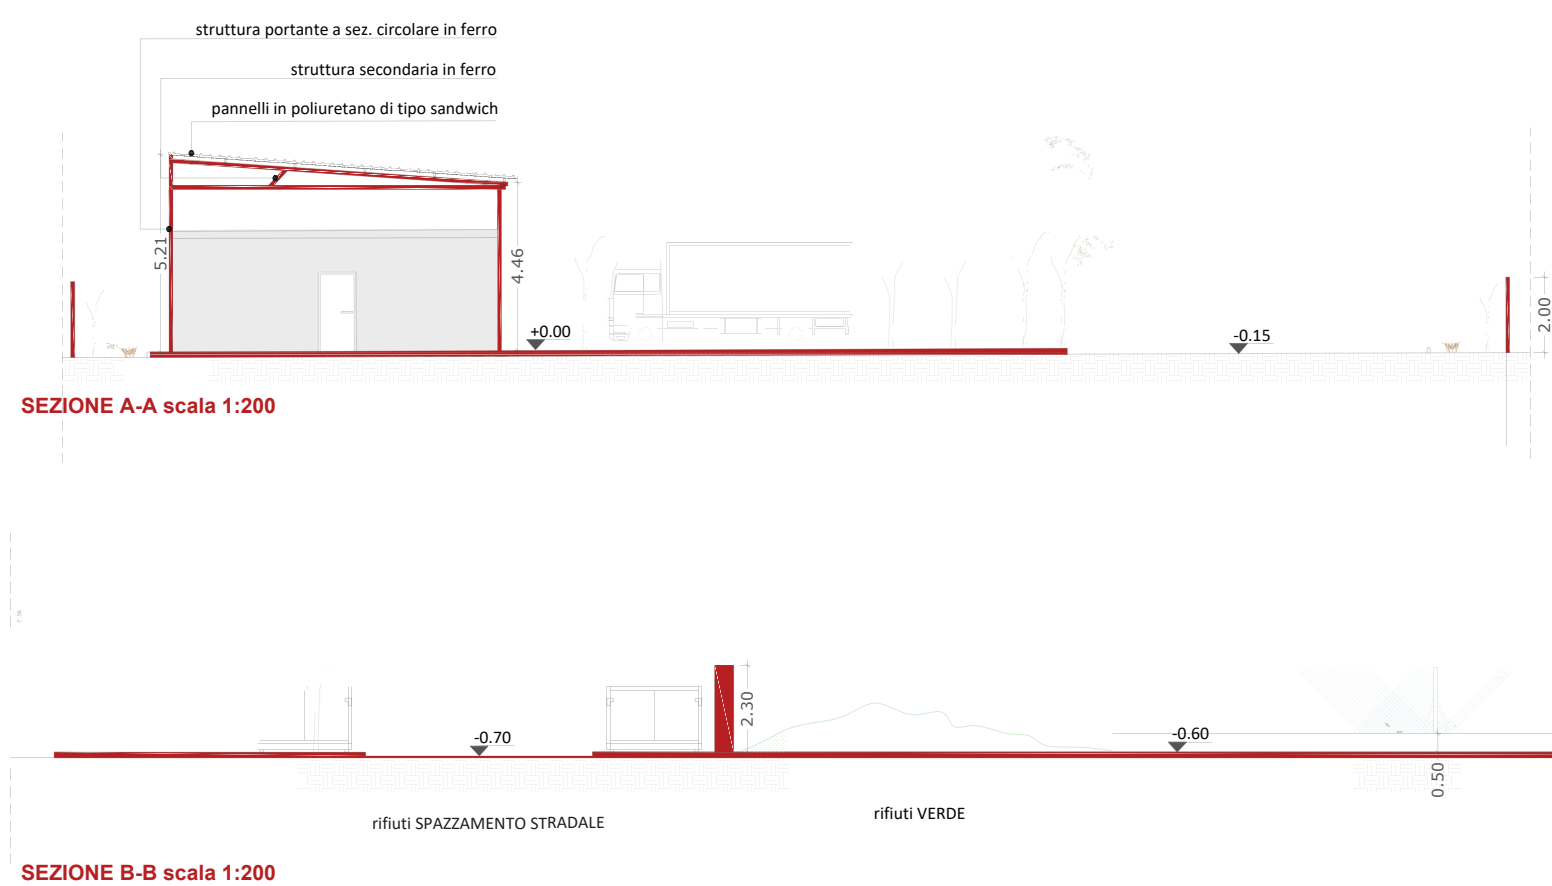 struttura portante a sez. circolare in ferro
struttura secondaria in ferro
pannelli in poliuretano di tipo sandwich
5.21
4.46
+0.00
-0.15
2.00
SEZIONE A-A scala 1:200
2.30
-0.70
-0.60
0.50
rifiuti SPAZZAMENTO STRADALE
rifiuti VERDE
SEZIONE B-B scala 1:200